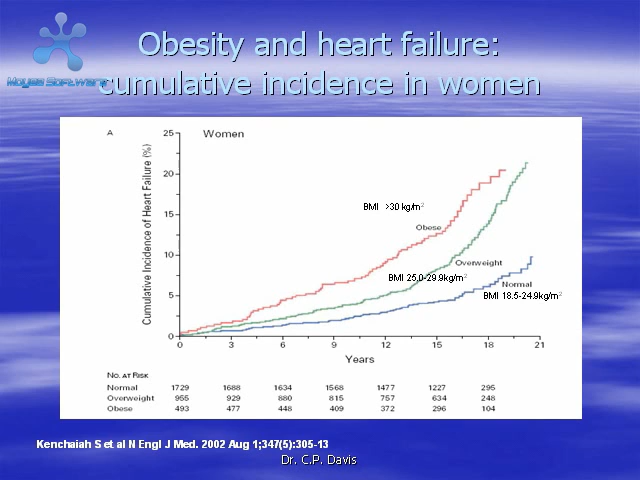 Obesity and heart failure:
Moyea Software
cumulative incidence in women
A
Women
Cumulative Incidence of Heart Failure (%)
25
20
15
10
5
0
BMI >30 kg/m²
Obese
Overweight
BMI 25.0-29.9kg/m²
Normal
BMI 18.5-24.9kg/m²
0 3 6 9 12 15 18 21
Years
No. at Risk
Normal 1729 1688 1634 1568 1477 1227 295
Overweight 955 929 880 815 757 634 248
Obese 493 477 448 409 372 296 104
Kenchaiah S et al N Engl J Med. 2002 Aug 1;347(5):305-13
Dr. C.P. Davis